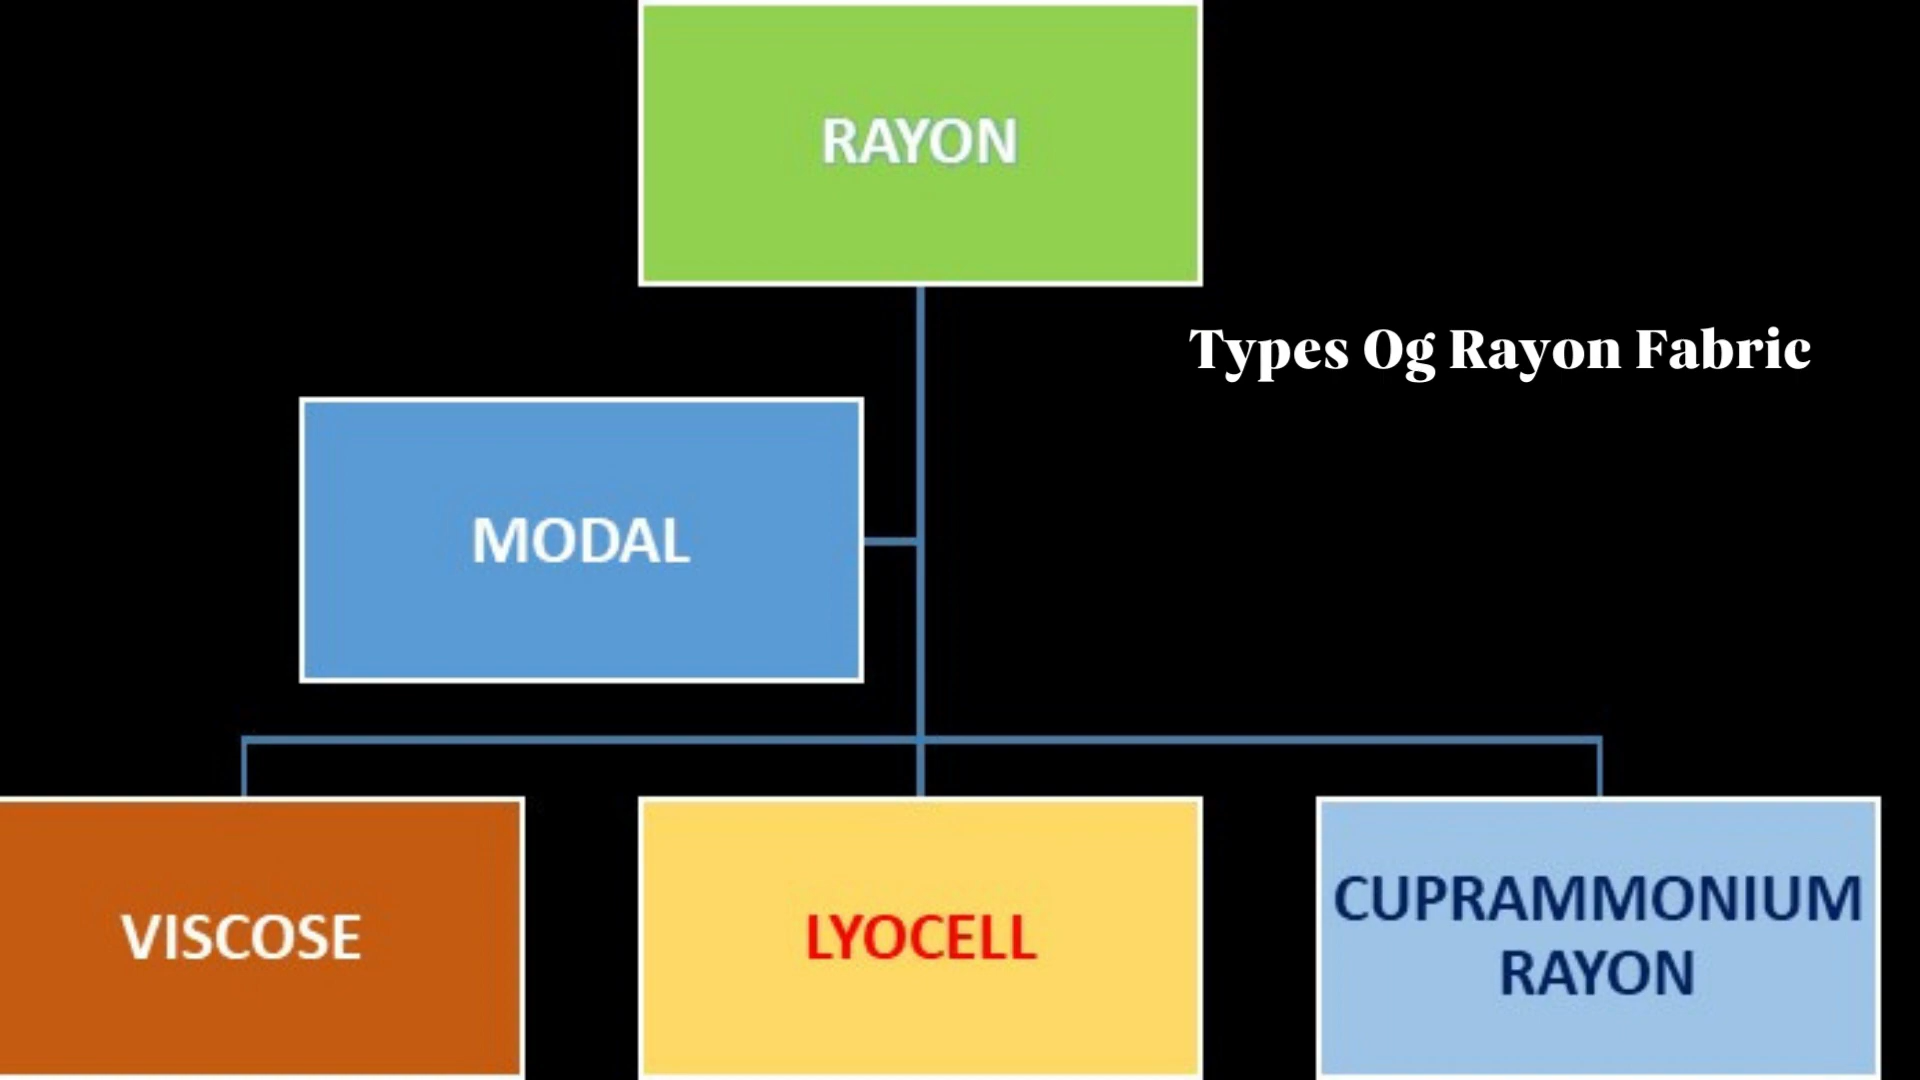 RAYON
Types Og Rayon Fabric
MODAL
VISCOSE
LYOCELL
CUPRAMMONIUM
RAYON